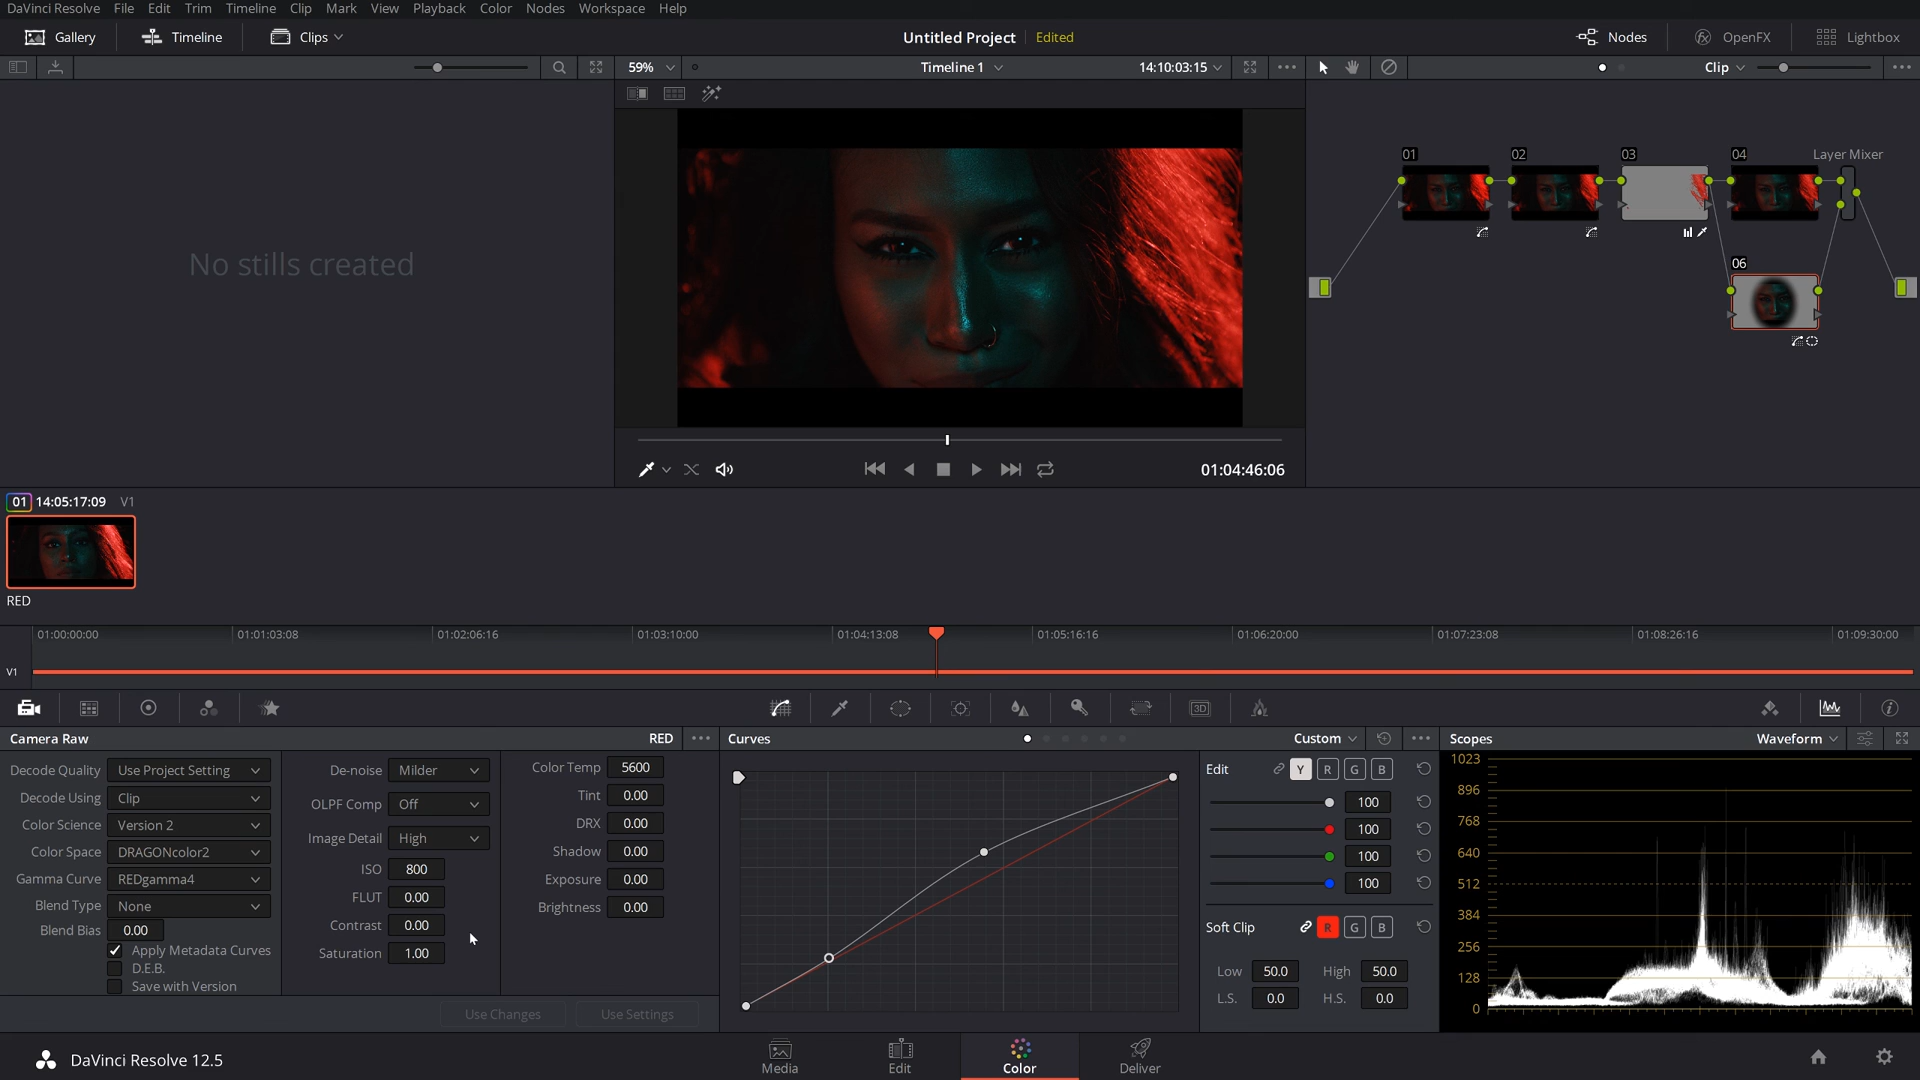 DaVinci Resolve File Edit Trim Timeline Clip Mark View Playback Color Nodes Workspace Help
Gallery Timeline Clips Untitled Project Edited Nodes OpenFX Lightbox
59% Timeline 1 14:10:03:15 Clip
01 02 03 04 Layer Mixer
No stills created
06
01:04:46:06
01 14:05:17:09 V1
RED
01:00:00:00 01:01:03:08 01:02:06:16 01:03:10:00 01:04:13:08 01:05:16:16 01:06:20:00 01:07:23:08 01:08:26:16 01:09:30:00
V1
3D
Camera Raw RED
Decode Quality Use Project Setting
Decode Using Clip
Color Science Version 2
Color Space DRAGONcolor2
Gamma Curve REDgamma4
Blend Type None
Blend Bias 0.00
Apply Metadata Curves
D.E.B.
Save with Version
De-noise Milder
OLPF Comp Off
Image Detail High
ISO 800
FLUT 0.00
Contrast 0.00
Saturation 1.00
Color Temp 5600
Tint 0.00
DRX 0.00
Shadow 0.00
Exposure 0.00
Brightness 0.00
Use Changes Use Settings
Curves Custom
Edit Y R G B
100
100
100
100
Soft Clip R G B
Low 50.0 High 50.0
L.S. 0.0 H.S. 0.0
Scopes Waveform
1023
896
768
640
512
384
256
128
0
DaVinci Resolve 12.5
Media Edit Color Deliver